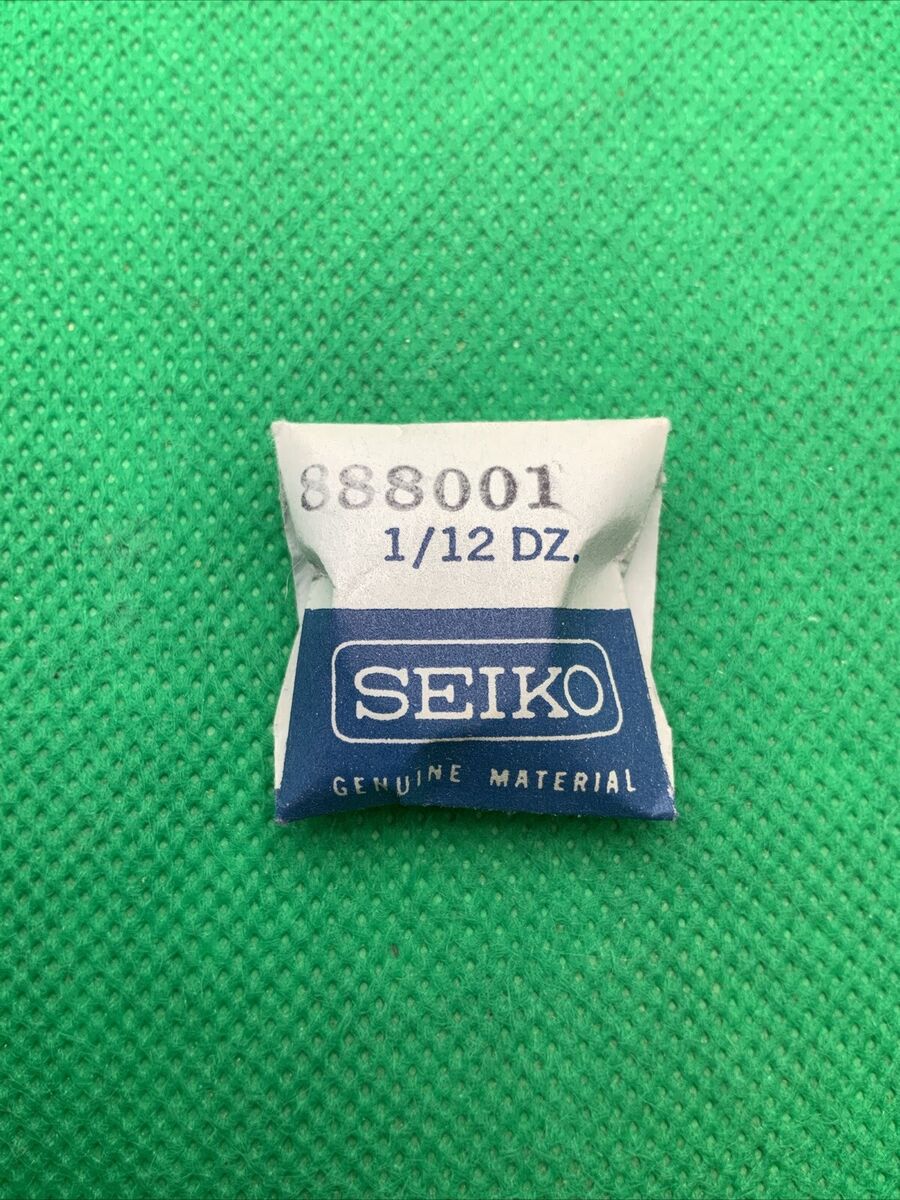 888001
1/12 DZ.
SEIKO
GENUINE MATERIAL